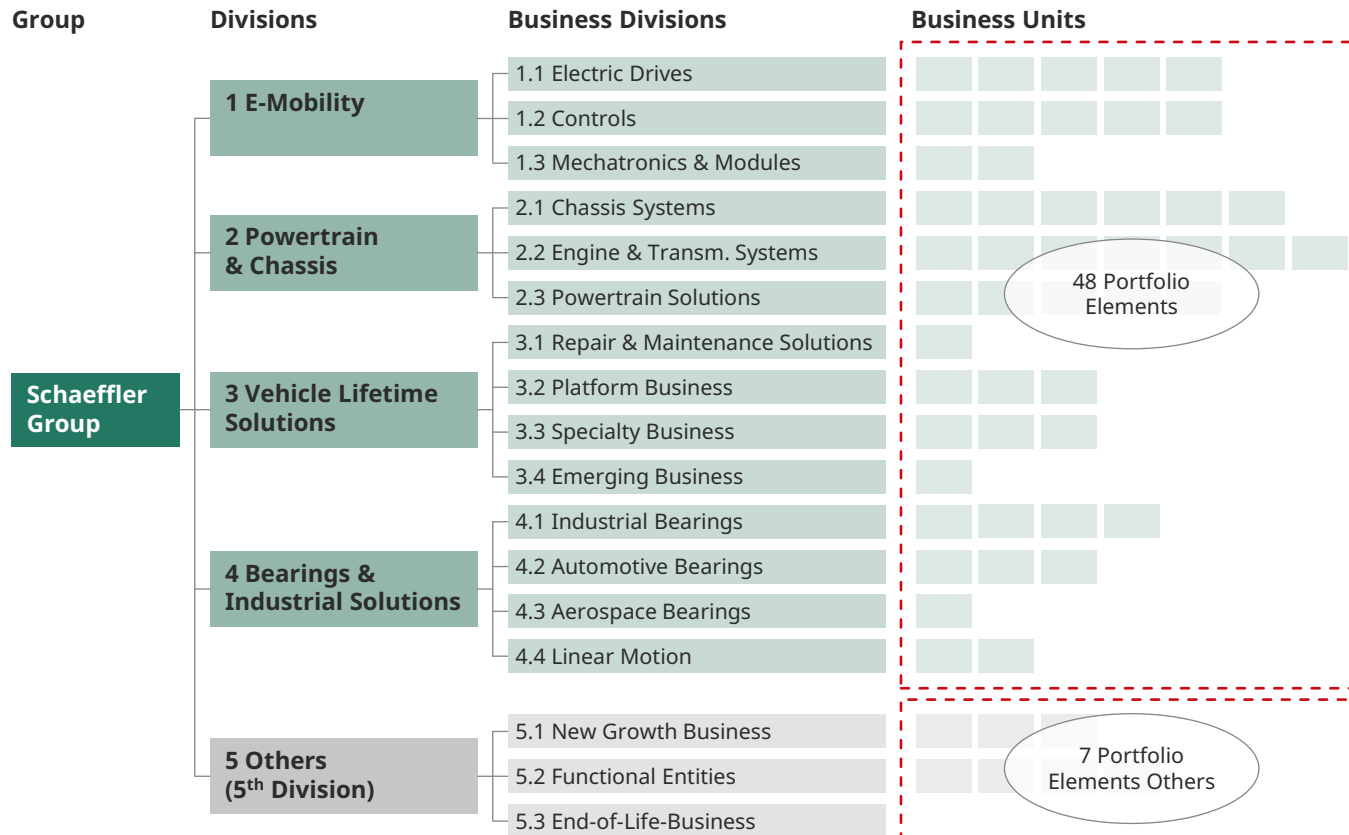 Group
Divisions
Business Divisions
Business Units
Schaeffler
Group
1 E-Mobility
1.1 Electric Drives
1.2 Controls
1.3 Mechatronics & Modules
2 Powertrain
& Chassis
2.1 Chassis Systems
2.2 Engine & Transm. Systems
2.3 Powertrain Solutions
48 Portfolio
Elements
3 Vehicle Lifetime
Solutions
3.1 Repair & Maintenance Solutions
3.2 Platform Business
3.3 Specialty Business
3.4 Emerging Business
4 Bearings &
Industrial Solutions
4.1 Industrial Bearings
4.2 Automotive Bearings
4.3 Aerospace Bearings
4.4 Linear Motion
5 Others
(5th Division)
5.1 New Growth Business
5.2 Functional Entities
5.3 End-of-Life-Business
7 Portfolio
Elements Others